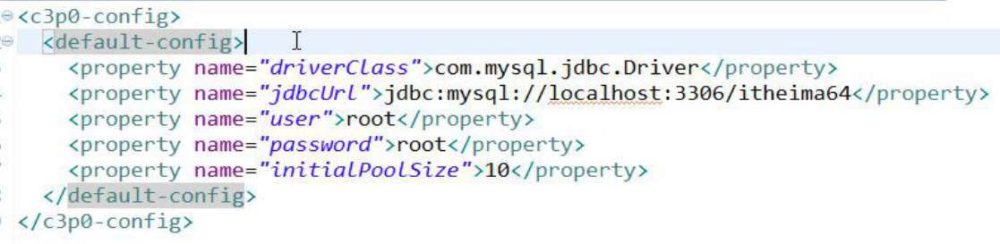 <c3p0-config>
<default-config>
<property name="driverClass">com.mysql.jdbc.Driver</property>
<property name="jdbcUrl">jdbc:mysql://localhost:3306/itheima64</property>
<property name="user">root</property>
<property name="password">root</property>
<property name="initialPoolSize">10</property>
</default-config>
</c3p0-config>